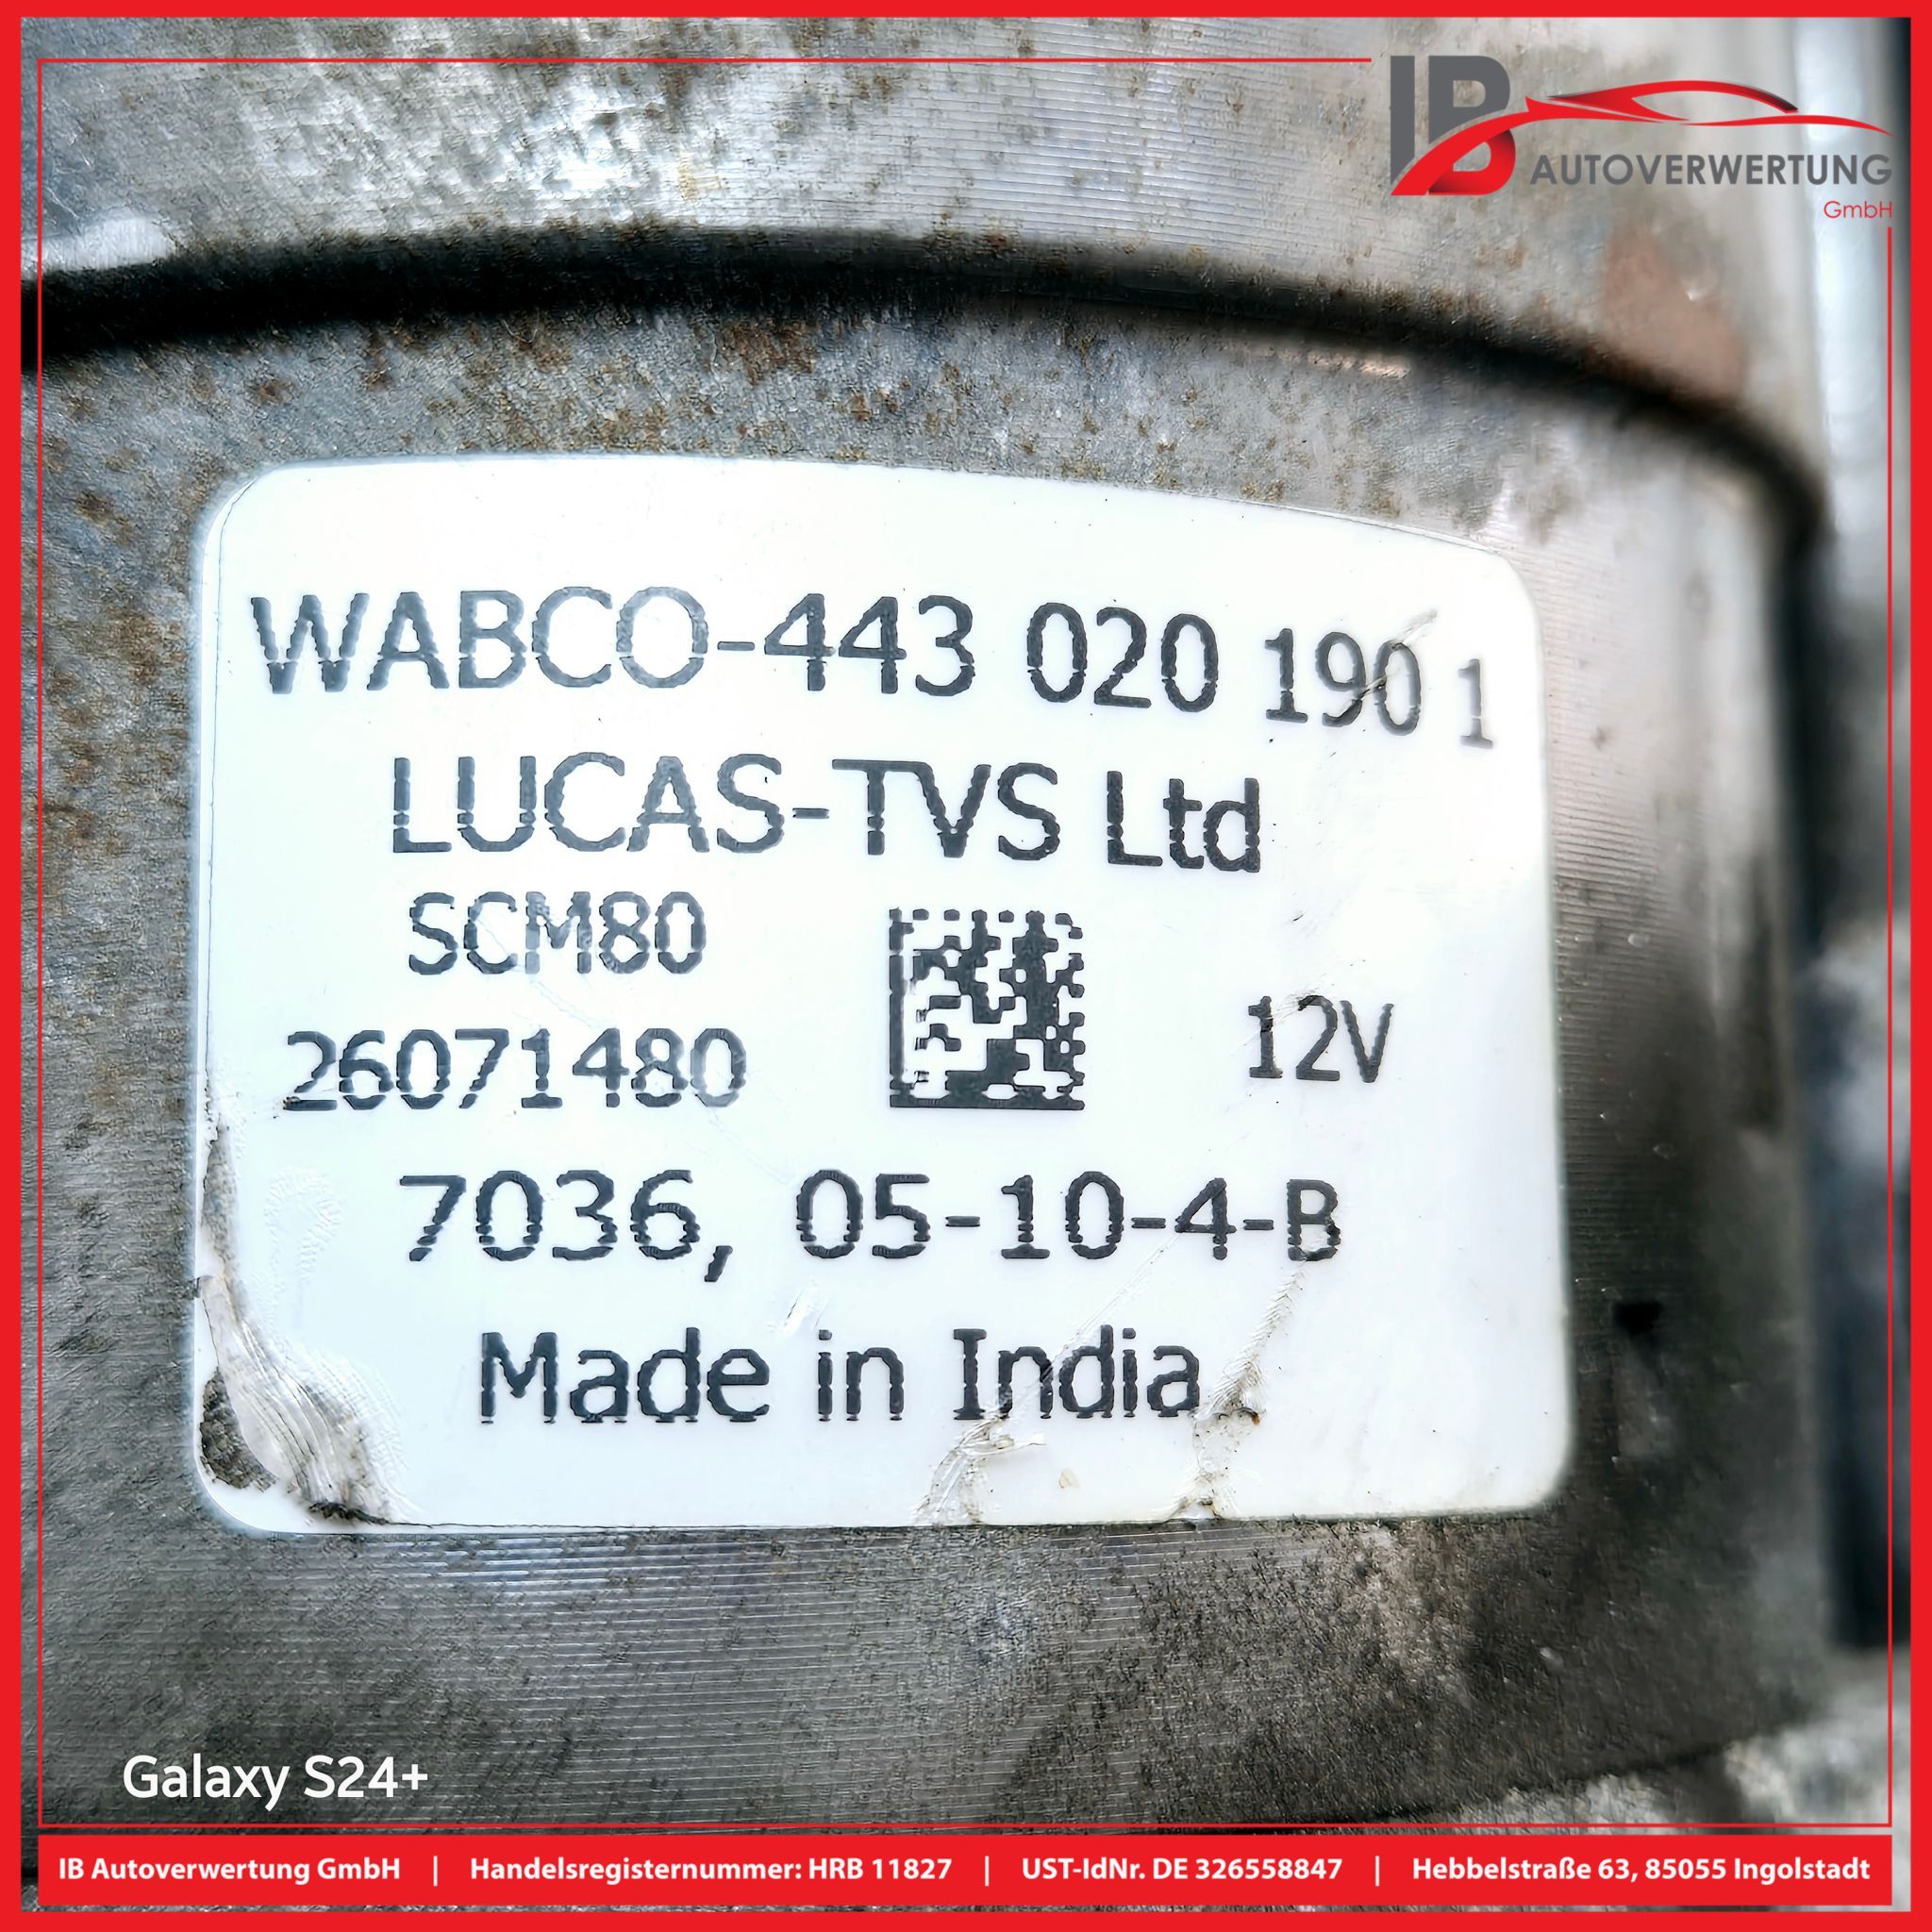 IB
AUTOVERWERTUNG
GmbH
WABCO-443 020 190 1
LUCAS-TVS Ltd
SCM80
12V
26071480
7036, 05-10-4-B
Made in India
Galaxy S24+
IB Autoverwertung GmbH | Handelsregisternummer: HRB 11827 | UST-IdNr. DE 326558847 | Hebbelstraße 63, 85055 Ingolstadt